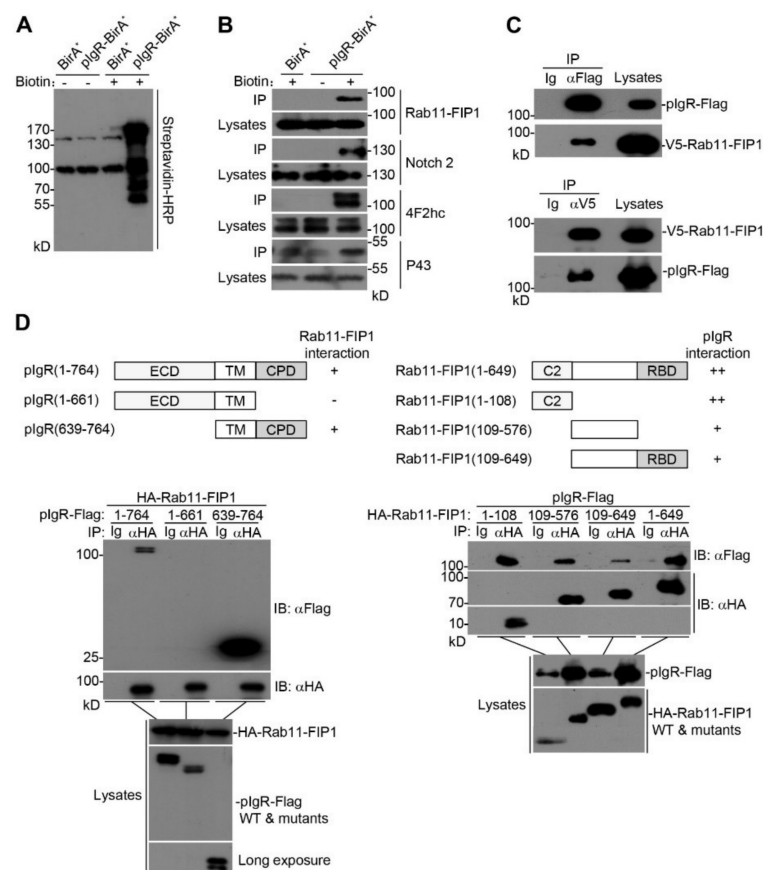 A
BirA*
pIgR-BirA*
BirA*
pIgR-BirA*
Biotin: - - + +
170
130
100
70
55
kD
Streptavidin-HRP
B
BirA*
pIgR-BirA*
Biotin: + - +
IP
-100
Rab11-FIP1
Lysates
100
IP
-130
Notch 2
Lysates
-130
IP
100
4F2hc
Lysates
100
IP
-55
P43
Lysates
55
kD
C
IP
Ig αFlag Lysates
100
-pIgR-Flag
100
kD
-V5-Rab11-FIP1
IP
Ig αV5 Lysates
100
-V5-Rab11-FIP1
100
-pIgR-Flag
kD
D
Rab11-FIP1
interaction
pIgR(1-764) ECD TM CPD +
pIgR(1-661) ECD TM -
pIgR(639-764) TM CPD +
pIgR
interaction
Rab11-FIP1(1-649) C2 RBD ++
Rab11-FIP1(1-108) C2 ++
Rab11-FIP1(109-576) +
Rab11-FIP1(109-649) RBD +
HA-Rab11-FIP1
pIgR-Flag: 1-764 1-661 639-764
IP: Ig αHA Ig αHA Ig αHA
100
IB: αFlag
25
100
IB: αHA
kD
-HA-Rab11-FIP1
Lysates
-pIgR-Flag
WT & mutants
Long exposure
pIgR-Flag
HA-Rab11-FIP1: 1-108 109-576 109-649 1-649
IP: Ig αHA Ig αHA Ig αHA Ig αHA
100
IB: αFlag
100
70
IB: αHA
10
kD
Lysates
-pIgR-Flag
-HA-Rab11-FIP1
WT & mutants